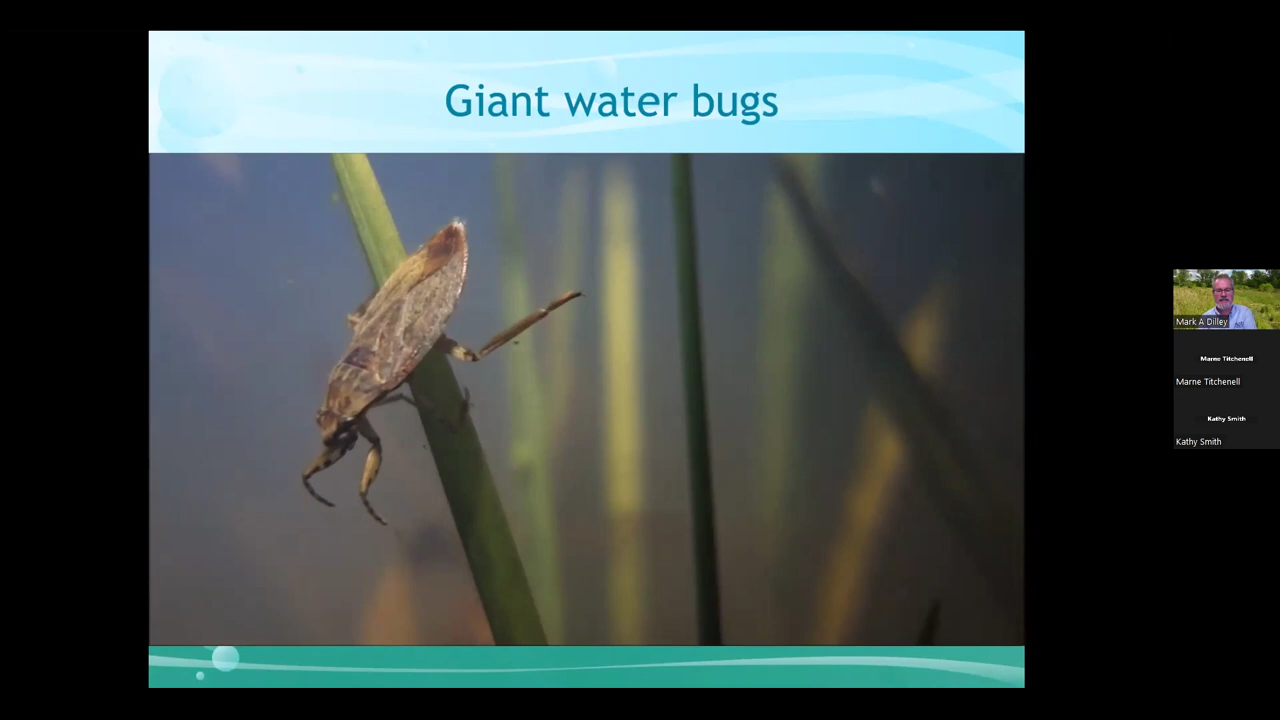 Giant water bugs
Mark A Dilley
Marne Titchenell
Marne Titchenell
Kathy Smith
Kathy Smith